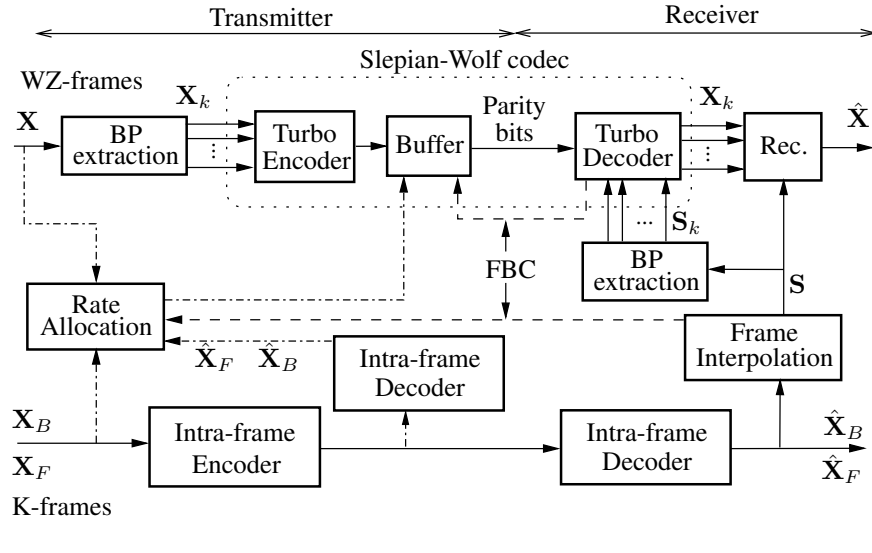 Transmitter
Receiver
Slepian-Wolf codec
WZ-frames
X
X_k
BP
extraction
⋮
Turbo
Encoder
Buffer
Parity
bits
Turbo
Decoder
X_k
⋮
Rec.
X̂
...
S_k
FBC
BP
extraction
S
Rate
Allocation
X̂_F X̂_B
Intra-frame
Decoder
Frame
Interpolation
X_B
X_F
Intra-frame
Encoder
Intra-frame
Decoder
X̂_B
X̂_F
K-frames